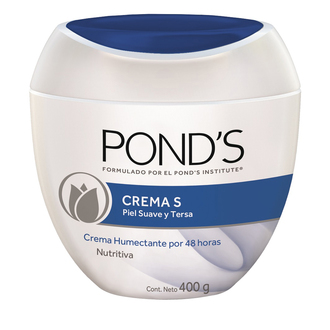 POND'S
FORMULADO POR EL POND'S INSTITUTE®
CREMA S
Piel Suave y Tersa
Crema Humectante por 48 horas
Nutritiva
Cont. Neto 400 g